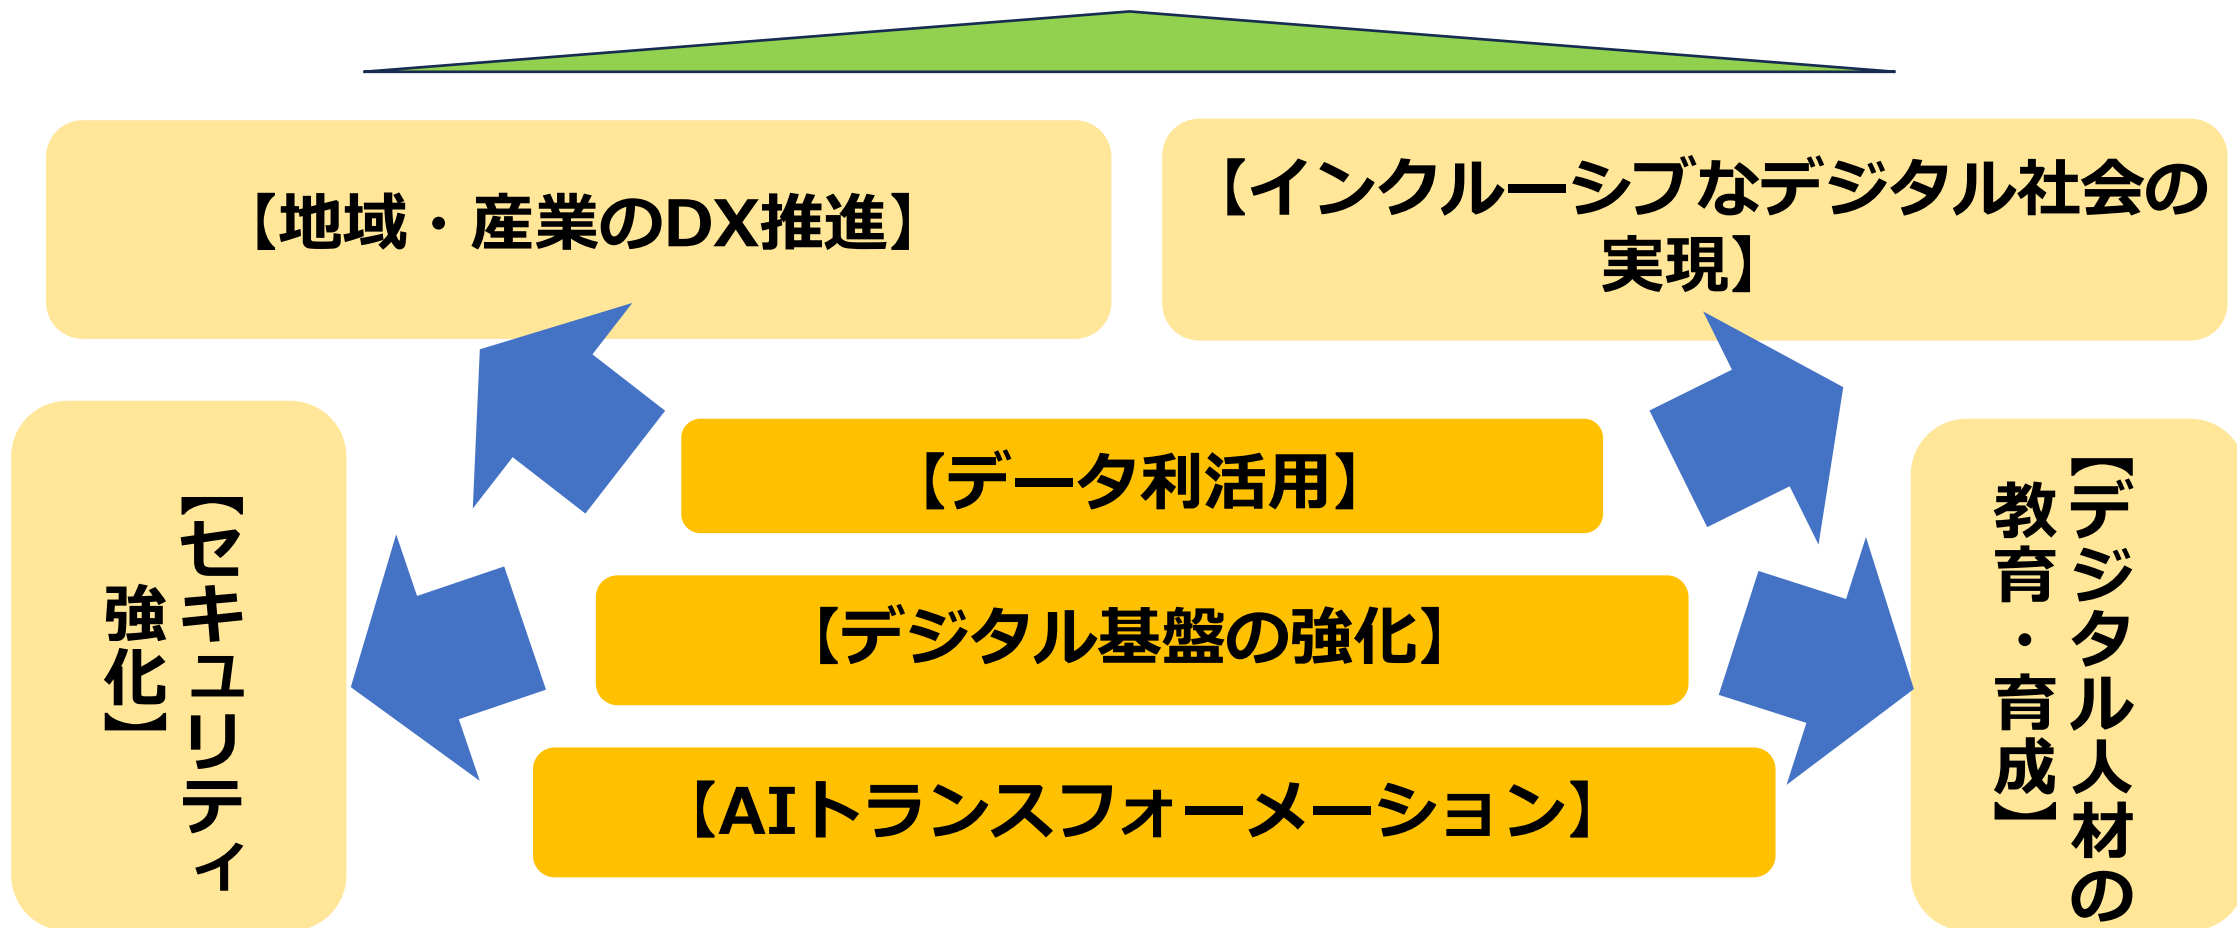 【地域・産業のDX推進】
【インクルーシブなデジタル社会の
実現】
【セキュリティ
強化】
【データ利活用】
【デジタル基盤の強化】
【AIトランスフォーメーション】
【デジタル人材の
教育・育成】